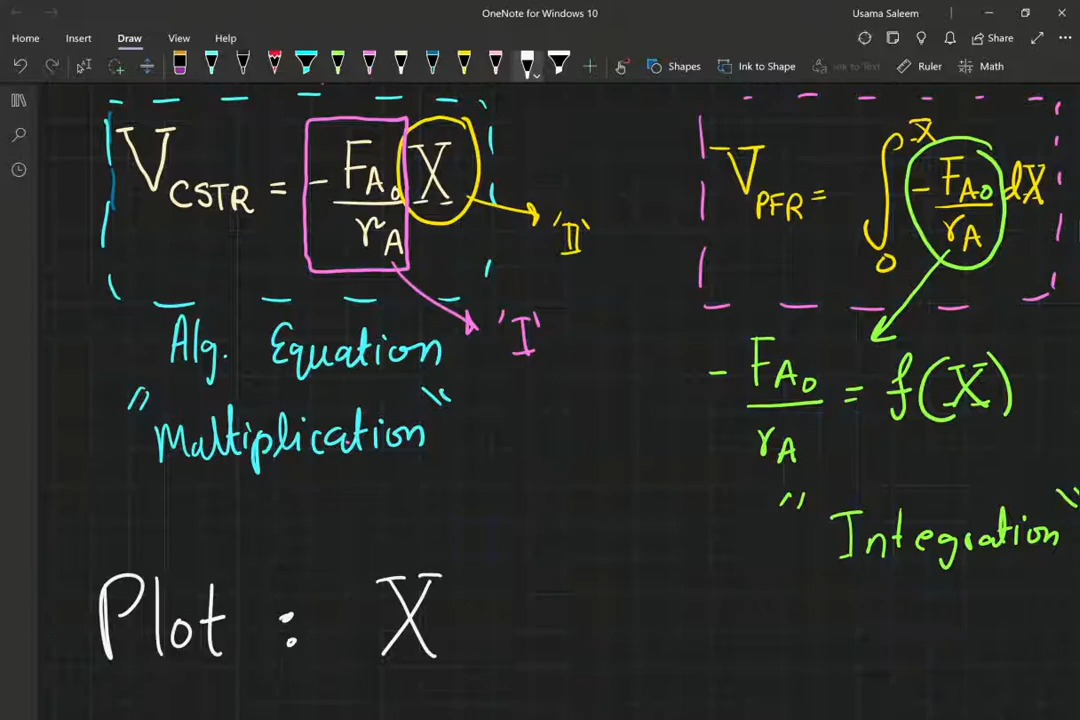 OneNote for Windows 10
Usama Saleem
Home Insert Draw View Help
Share
Shapes
Ink to Shape
Ink to Text
Ruler
Math
V_CSTR = - F_A0 / r_A X
'II'
'I'
Alg. Equation
"Multiplication"
V_PFR = ∫_0^X - F_A0 / r_A dX
- F_A0 / r_A = f(X)
"Integration"
Plot : X